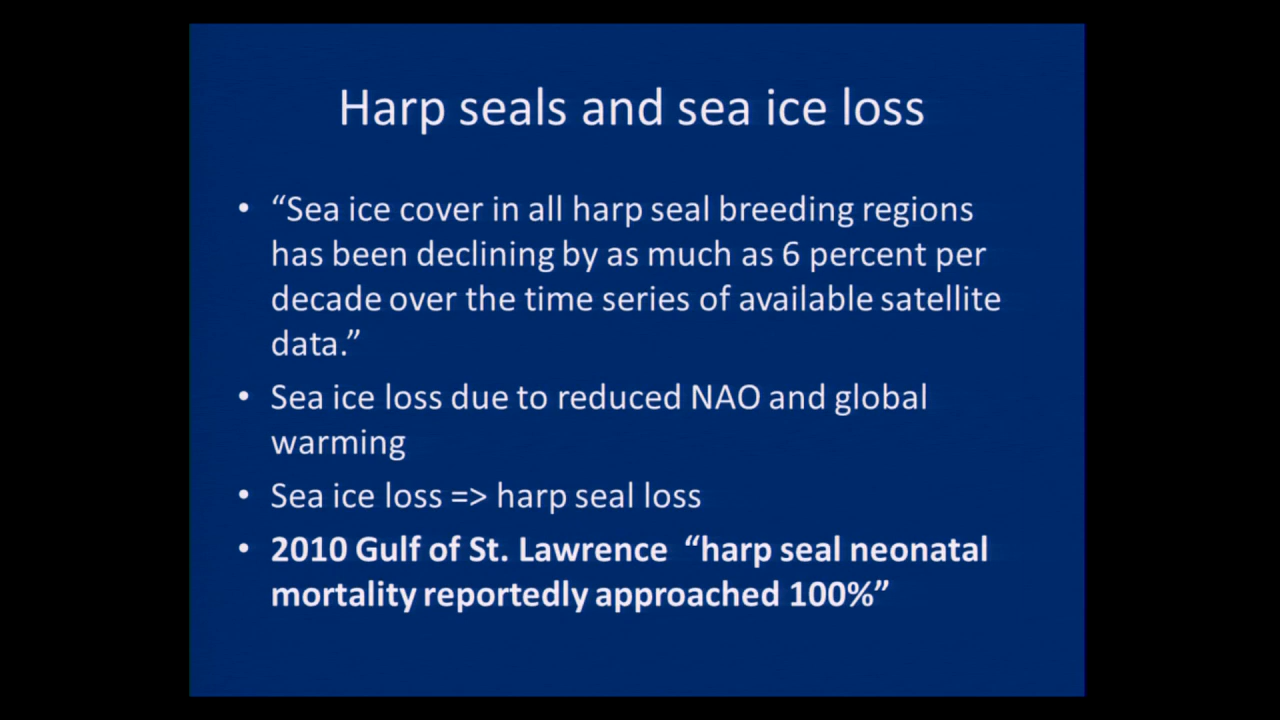 Harp seals and sea ice loss
• “Sea ice cover in all harp seal breeding regions
has been declining by as much as 6 percent per
decade over the time series of available satellite
data.”
• Sea ice loss due to reduced NAO and global
warming
• Sea ice loss => harp seal loss
• 2010 Gulf of St. Lawrence “harp seal neonatal
mortality reportedly approached 100%”